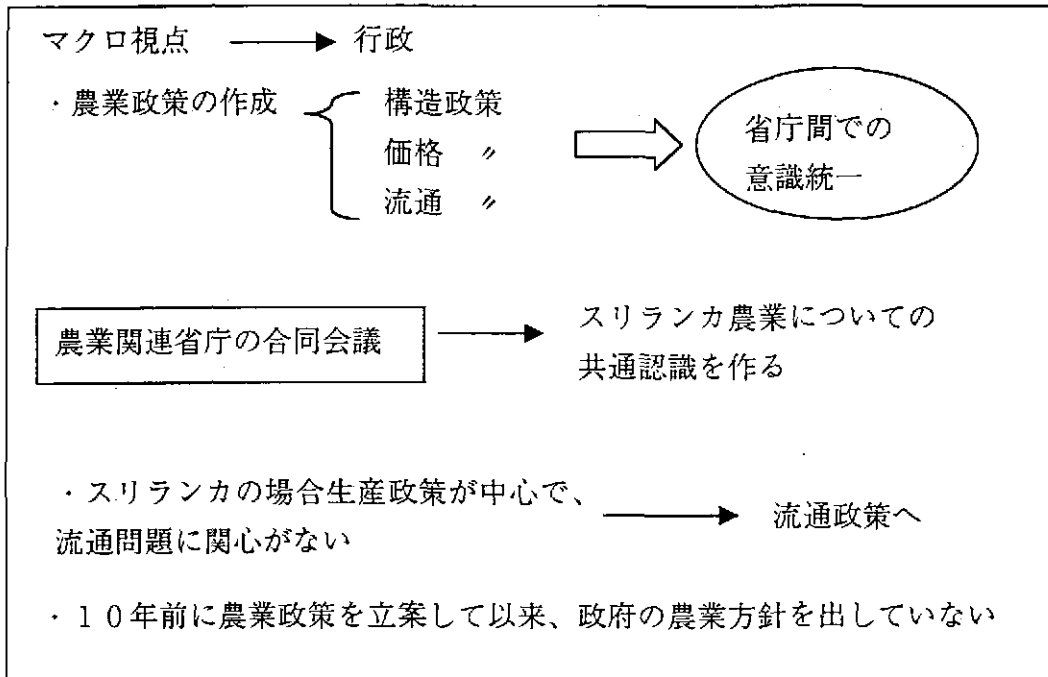 マクロ視点 → 行政
・農業政策の作成
構造政策
価格 〃
流通 〃
省庁間での
意識統一
農業関連省庁の合同会議
スリランカ農業についての
共通認識を作る
・スリランカの場合生産政策が中心で、
流通問題に関心がない
流通政策へ
・１０年前に農業政策を立案して以来、政府の農業方針を出していない